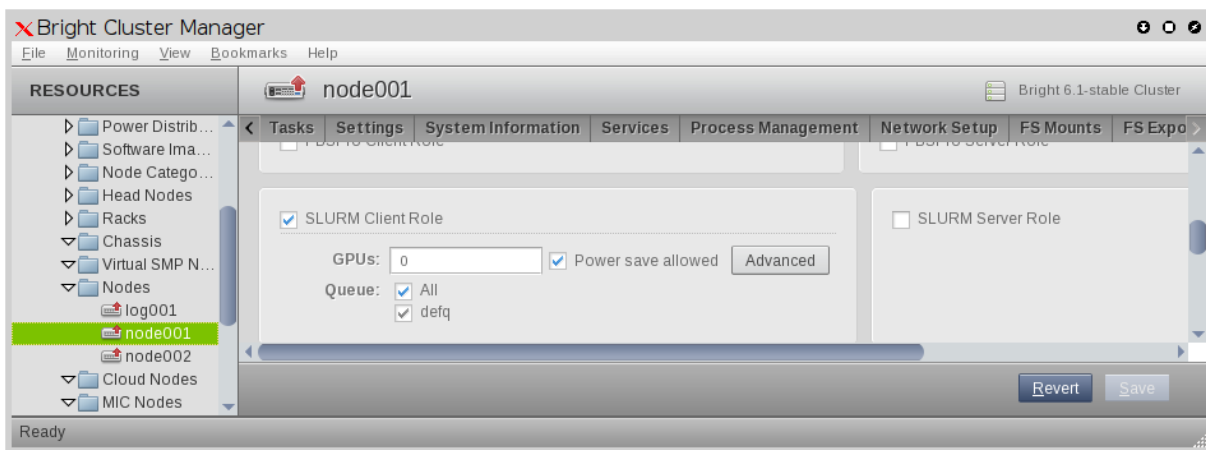 Bright Cluster Manager
File Monitoring View Bookmarks Help
RESOURCES
node001
Bright 6.1-stable Cluster
Power Distrib...
Software Ima...
Node Catego...
Head Nodes
Racks
Chassis
Virtual SMP N...
Nodes
log001
node001
node002
Cloud Nodes
MIC Nodes
Tasks Settings System Information Services Process Management Network Setup FS Mounts FS Expo
SLURM Client Role
GPUs: 0 Power save allowed Advanced
Queue: All
defq
SLURM Server Role
Revert Save
Ready